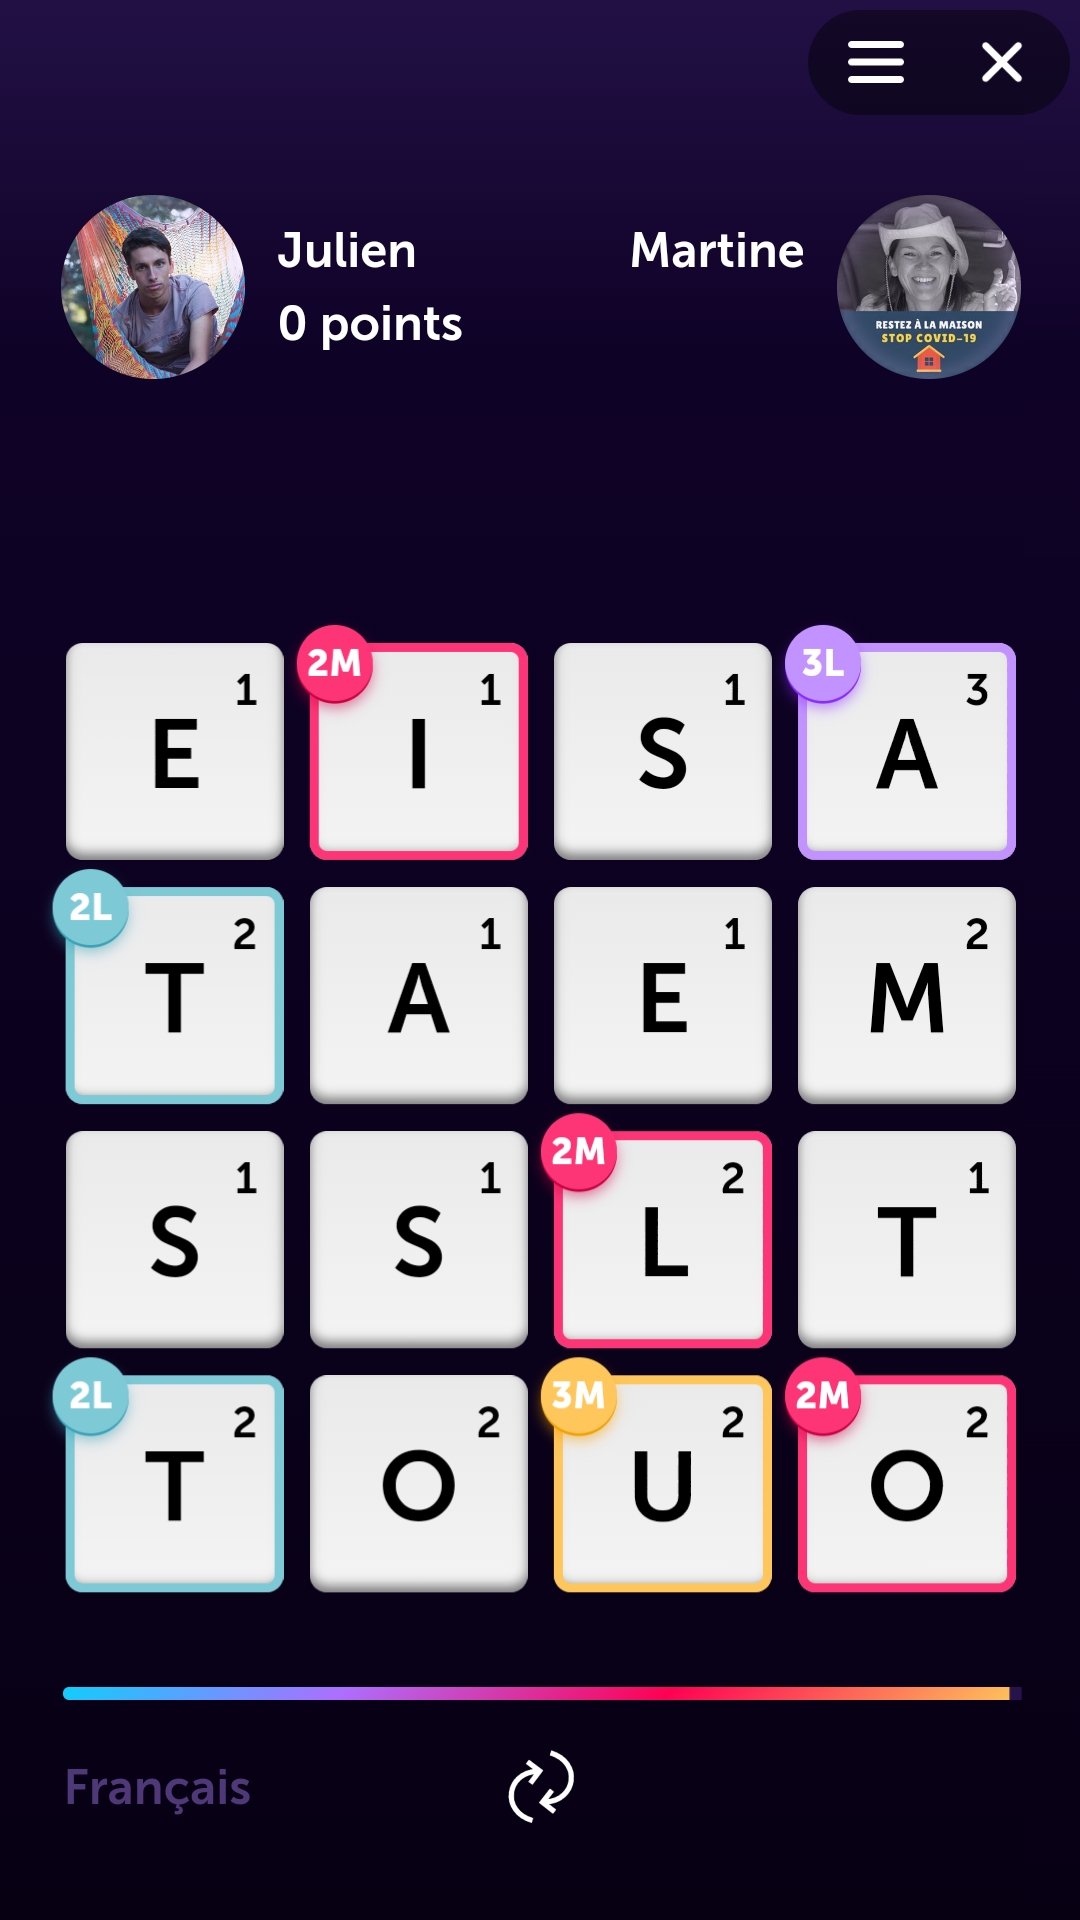 Julien
0 points
Martine
RESTEZ À LA MAISON
STOP COVID-19
E 1
2M I 1
S 1
3L A 3
2L T 2
A 1
E 1
M 2
S 1
S 1
2M L 2
T 1
2L T 2
O 2
3M U 2
2M O 2
Français